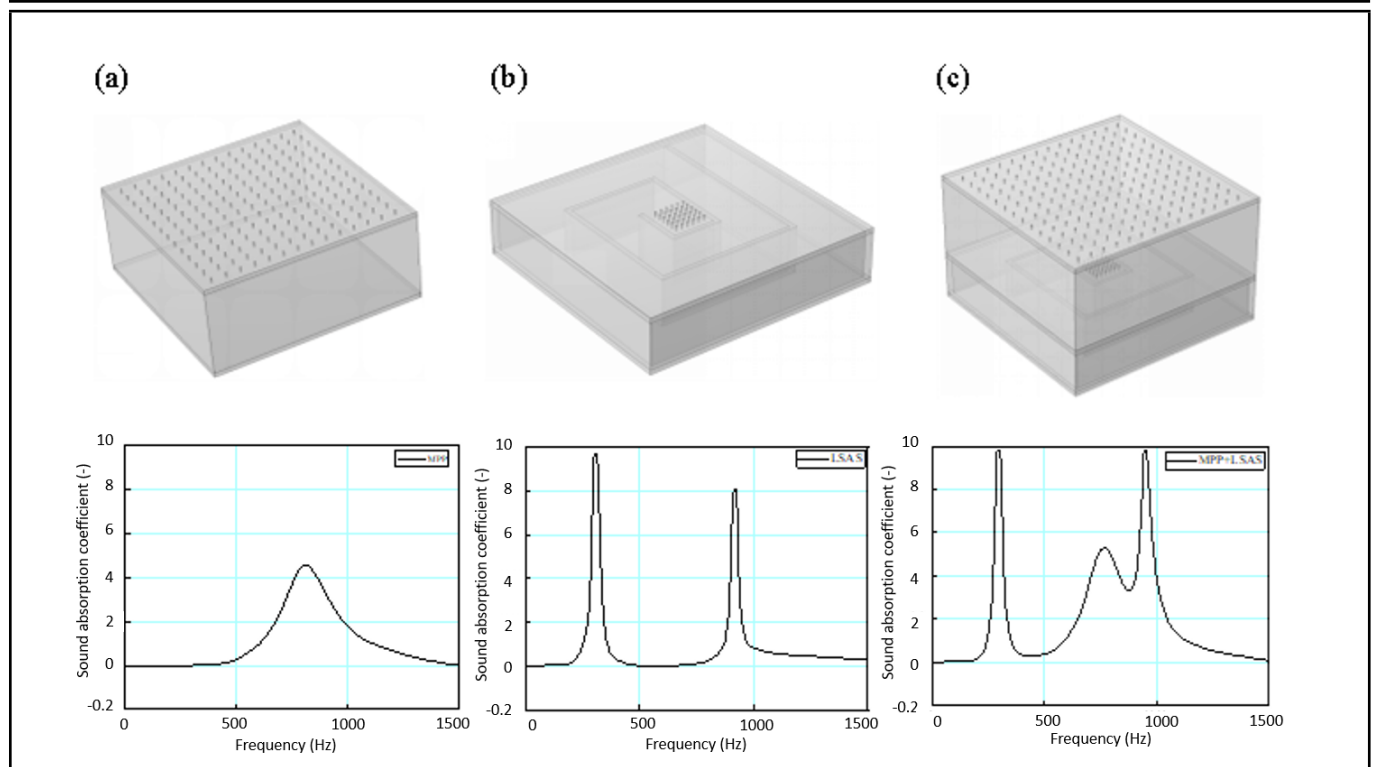 (a)
(b)
(c)
10
8
6
4
2
0
-0.2
0
500
1000
1500
Sound absorption coefficient (-)
Frequency (Hz)
MPP
10
8
6
4
2
0
-0.2
0
500
1000
1500
Sound absorption coefficient (-)
Frequency (Hz)
LSAS
10
8
6
4
2
0
-0.2
0
500
1000
1500
Sound absorption coefficient (-)
Frequency (Hz)
MPP+LSAS